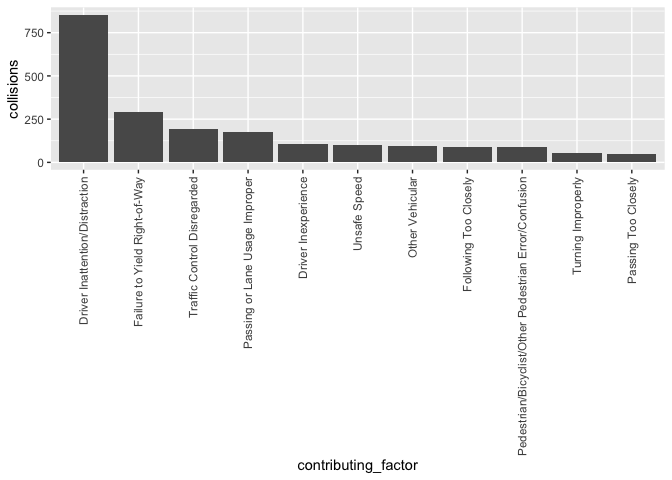 collisions
750
500
250
0
Driver Inattention/Distraction
Failure to Yield Right-of-Way
Traffic Control Disregarded
Passing or Lane Usage Improper
Driver Inexperience
Unsafe Speed
Other Vehicular
Following Too Closely
Pedestrian/Bicyclist/Other Pedestrian Error/Confusion
Turning Improperly
Passing Too Closely
contributing_factor